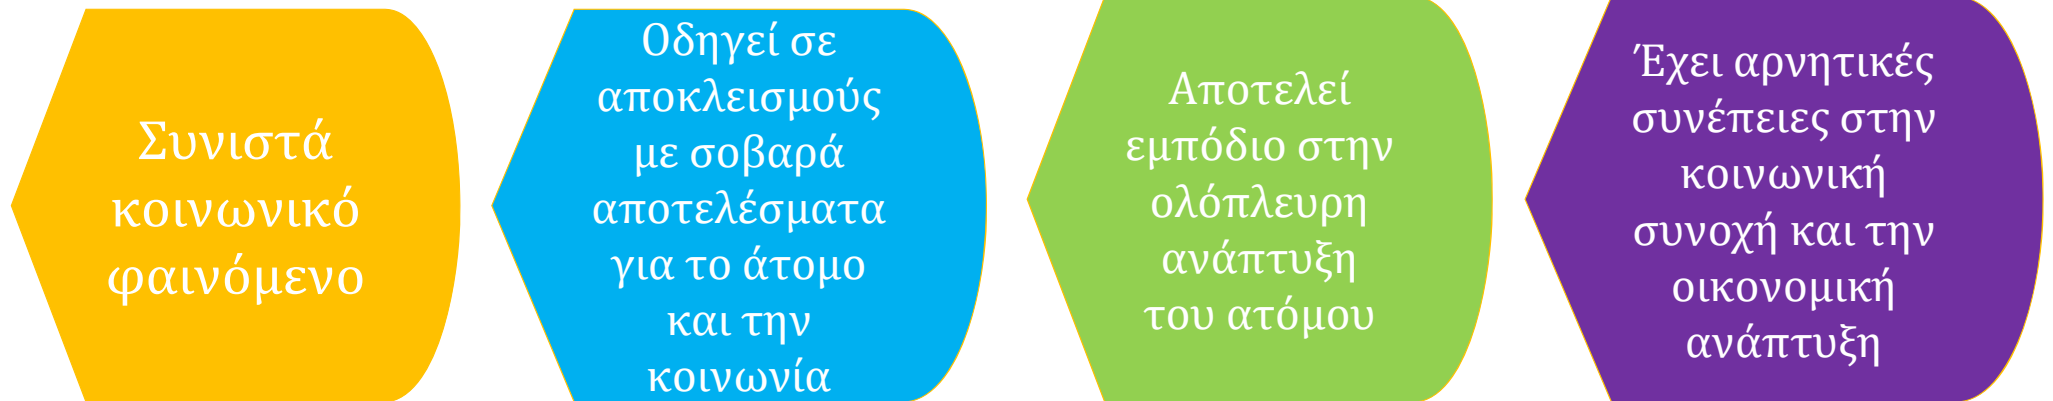 Συνιστά
κοινωνικό
φαινόμενο
Οδηγεί σε
αποκλεισμούς
με σοβαρά
αποτελέσματα
για το άτομο
και την
κοινωνία
Αποτελεί
εμπόδιο στην
ολόπλευρη
ανάπτυξη
του ατόμου
Έχει αρνητικές
συνέπειες στην
κοινωνική
συνοχή και την
οικονομική
ανάπτυξη